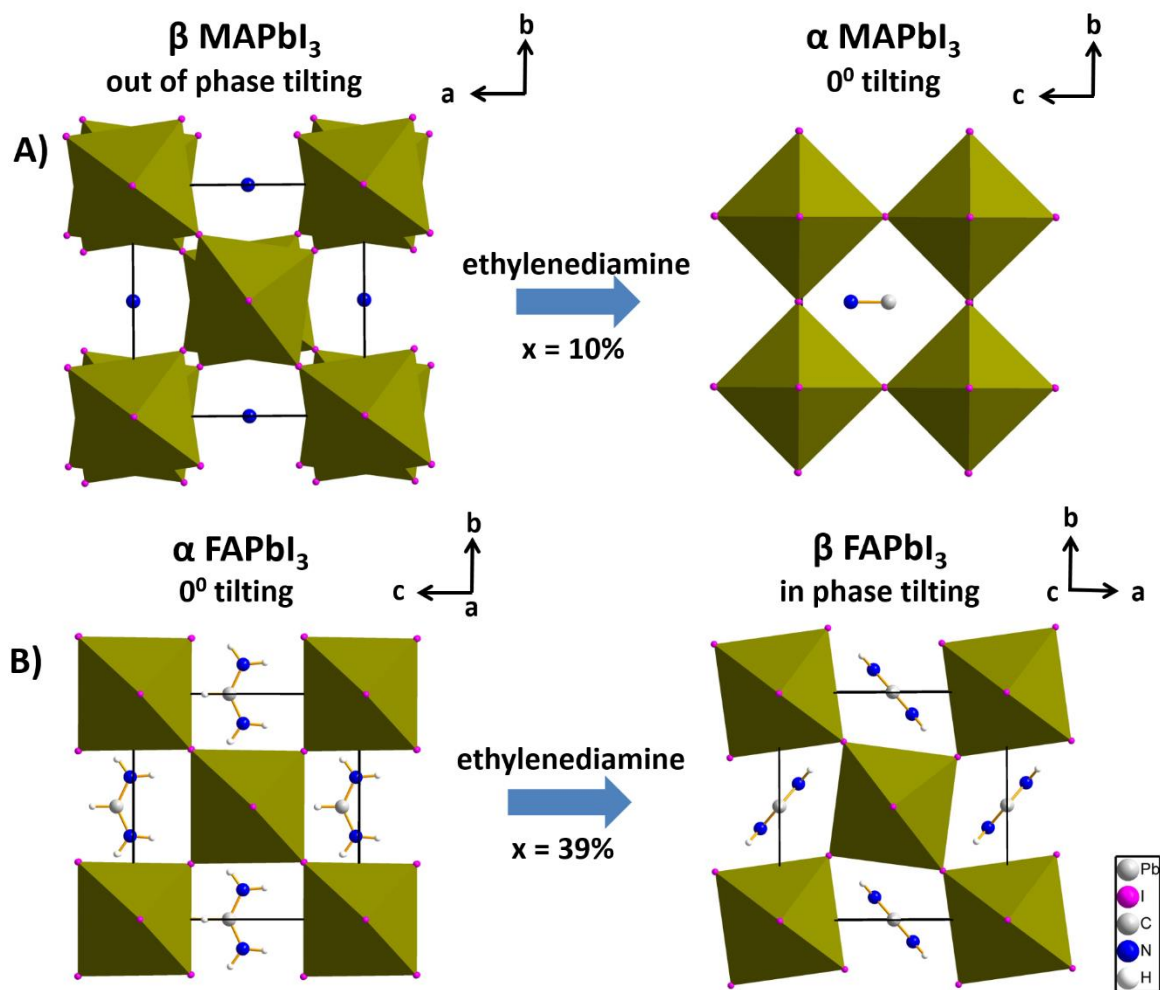 β MAPbI₃
out of phase tilting
b
a
α MAPbI₃
0⁰ tilting
b
c
A)
ethylenediamine
x = 10%
α FAPbI₃
0⁰ tilting
b
c
a
β FAPbI₃
in phase tilting
b
c
a
B)
ethylenediamine
x = 39%
Pb
I
C
N
H